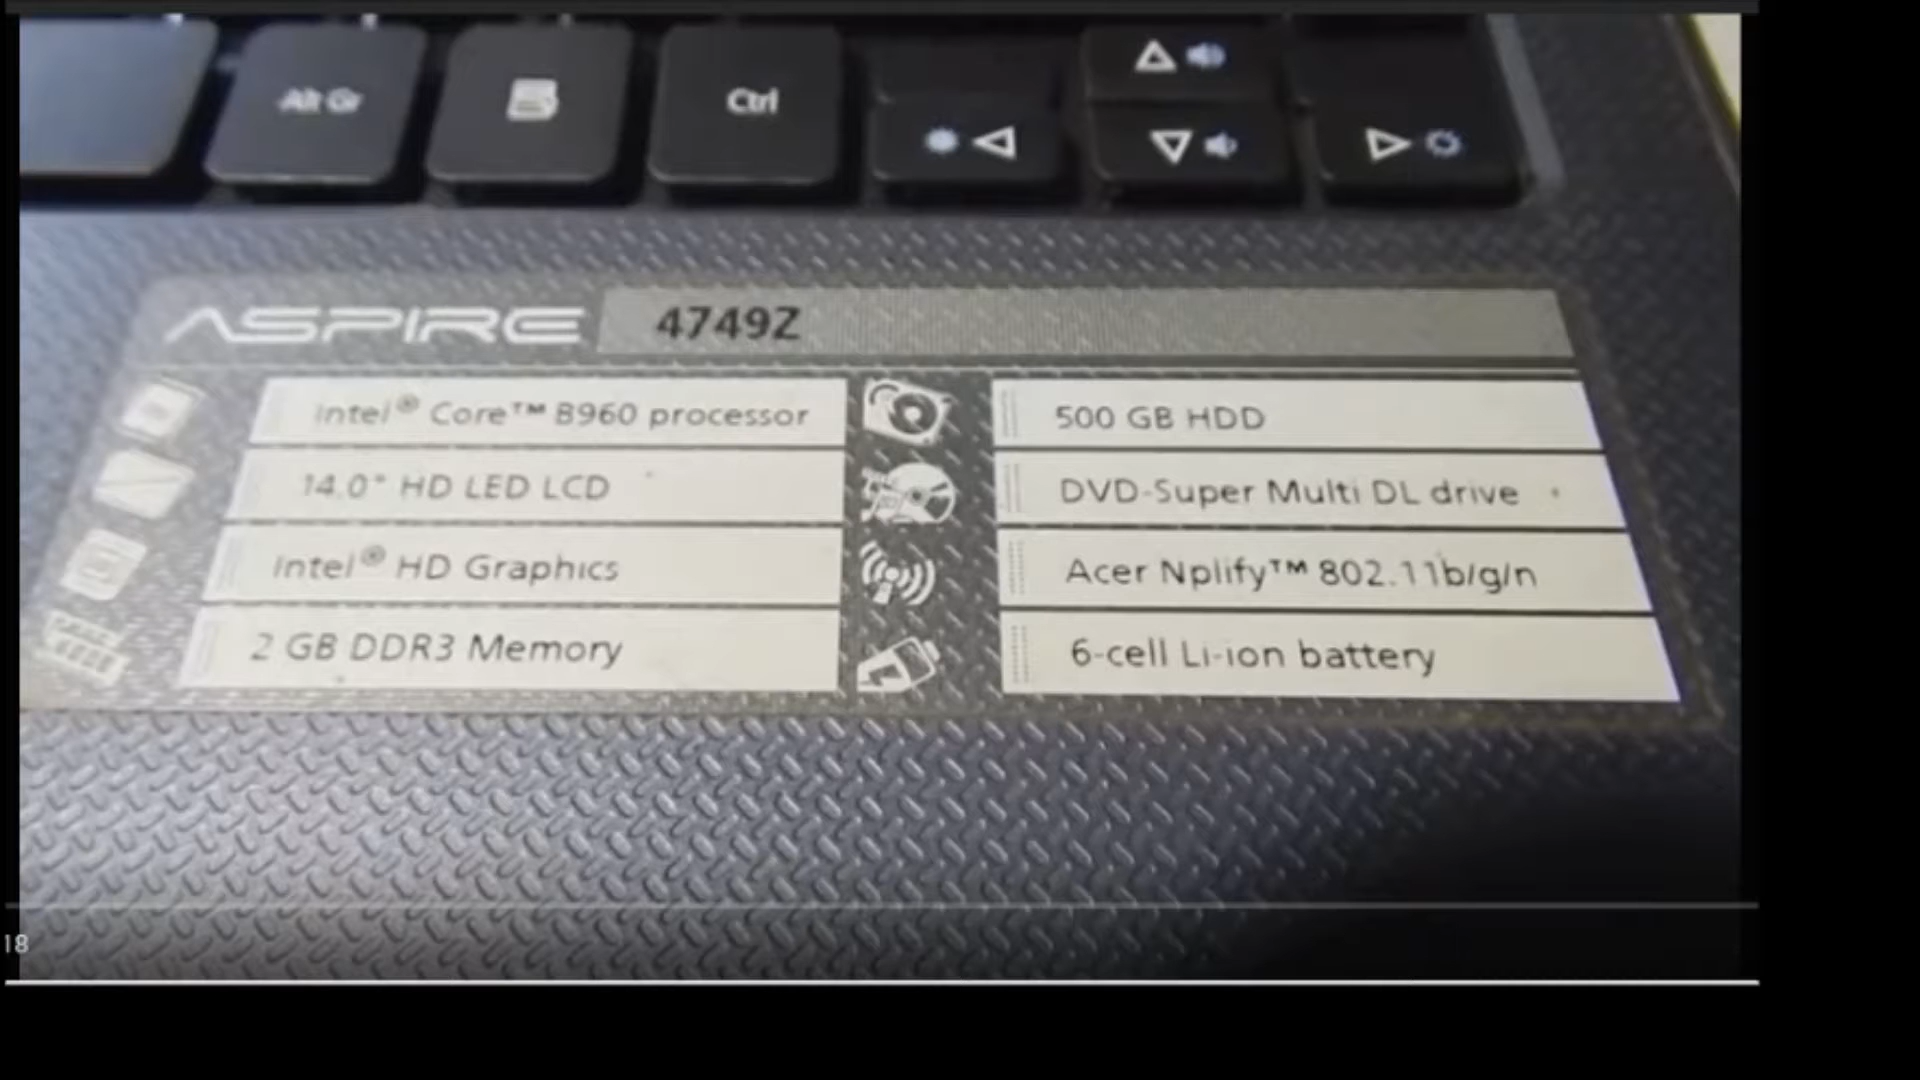 Alt Gr
Ctrl
ASPIRE 4749Z
Intel® Core™ B960 processor
500 GB HDD
14.0" HD LED LCD
DVD-Super Multi DL drive
Intel® HD Graphics
Acer Nplify™ 802.11b/g/n
2 GB DDR3 Memory
6-cell Li-ion battery
18